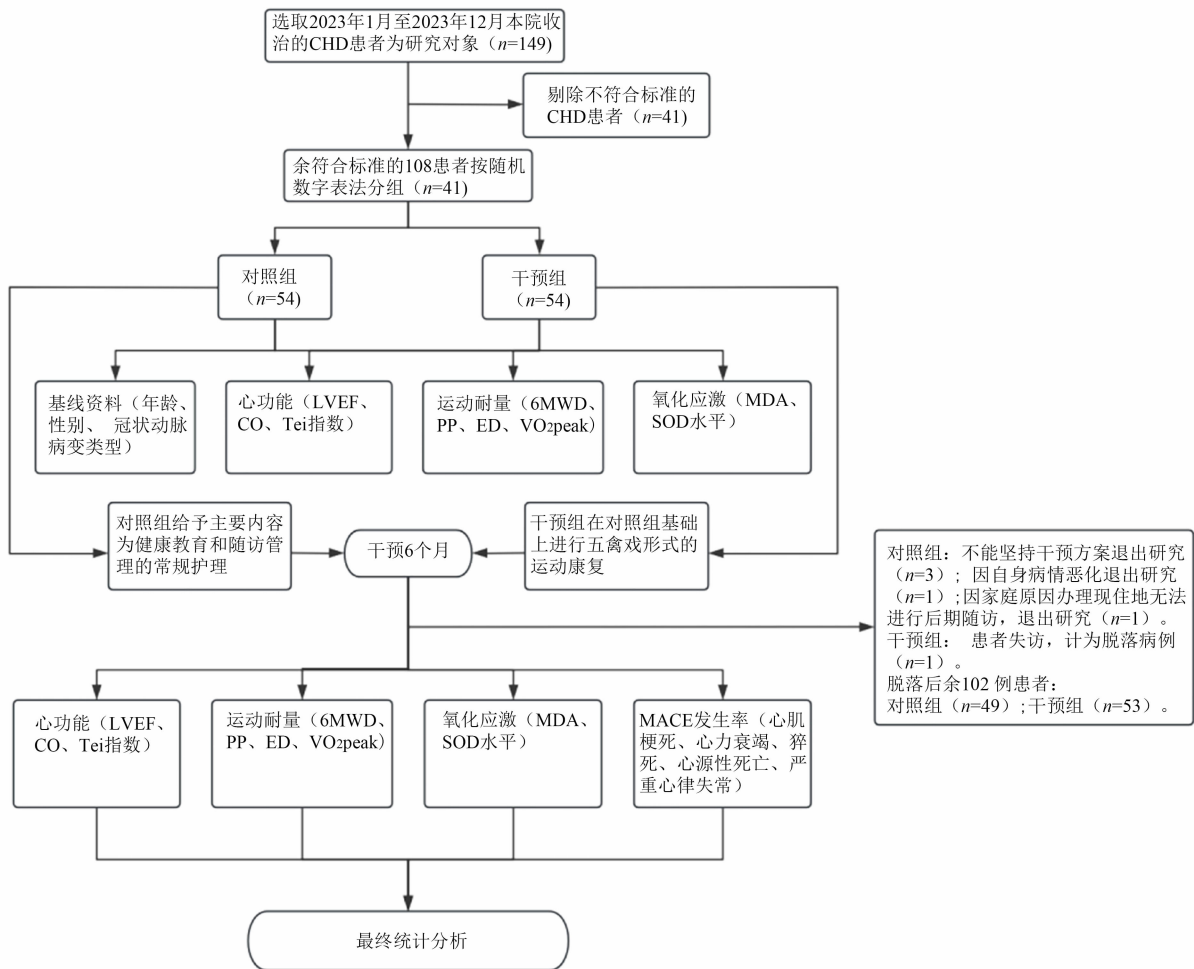 选取2023年1月至2023年12月本院收
治的CHD患者为研究对象（n=149)
剔除不符合标准的
CHD患者（n=41)
余符合标准的108患者按随机
数字表法分组（n=41)
对照组
（n=54)
干预组
（n=54)
基线资料（年龄、
性别、 冠状动脉
病变类型）
心功能（LVEF、
CO、Tei指数）
运动耐量（6MWD、
PP、ED、VO2peak)
氧化应激（MDA、
SOD水平）
对照组给予主要内容
为健康教育和随访管
理的常规护理
干预6个月
干预组在对照组基础
上进行五禽戏形式的
运动康复
对照组：不能坚持干预方案退出研究
（n=3）; 因自身病情恶化退出研究
（n=1）;因家庭原因办理现住地无法
进行后期随访，退出研究（n=1）。
干预组： 患者失访，计为脱落病例
（n=1）。
脱落后余102 例患者：
对照组（n=49）;干预组（n=53）。
心功能（LVEF、
CO、Tei指数）
运动耐量（6MWD、
PP、ED、VO2peak)
氧化应激（MDA、
SOD水平）
MACE发生率（心肌
梗死、心力衰竭、猝
死、心源性死亡、严
重心律失常）
最终统计分析